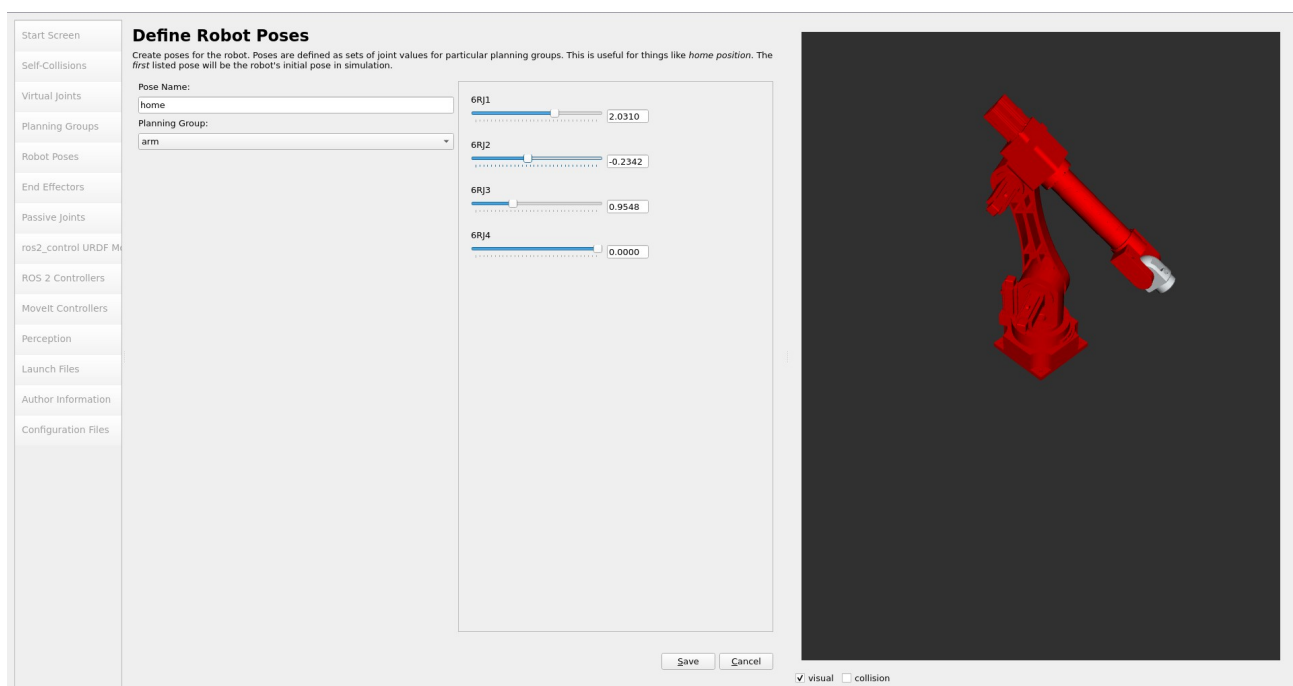 Start Screen
Self-Collisions
Virtual Joints
Planning Groups
Robot Poses
End Effectors
Passive Joints
ros2_control URDF M
ROS 2 Controllers
MoveIt Controllers
Perception
Launch Files
Author Information
Configuration Files
Define Robot Poses
Create poses for the robot. Poses are defined as sets of joint values for particular planning groups. This is useful for things like home position. The
first listed pose will be the robot's initial pose in simulation.
Pose Name:
home
Planning Group:
arm
6RJ1
2.0310
6RJ2
-0.2342
6RJ3
0.9548
6RJ4
0.0000
Save Cancel
visual collision